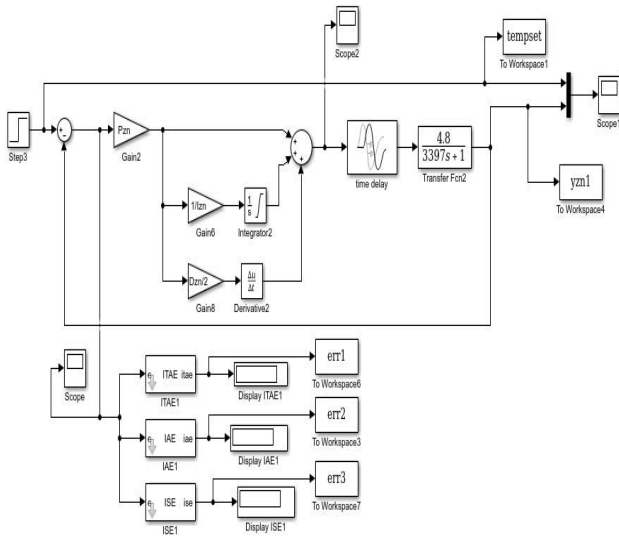 Scope2
tempset
To Workspace1
Scope1
Step3
+
−
Pzn
Gain2
+
+
+
time delay
4.8
3397s+1
Transfer Fcn2
yzn1
To Workspace4
1/Izn
Gain6
1
s
Integrator2
Dzn/2
Gain8
Δu
Δt
Derivative2
Scope
e ITAE itae
ITAE1
Display ITAE1
err1
To Workspace6
e IAE iae
IAE1
Display IAE1
err2
To Workspace3
e ISE ise
ISE1
Display ISE1
err3
To Workspace7